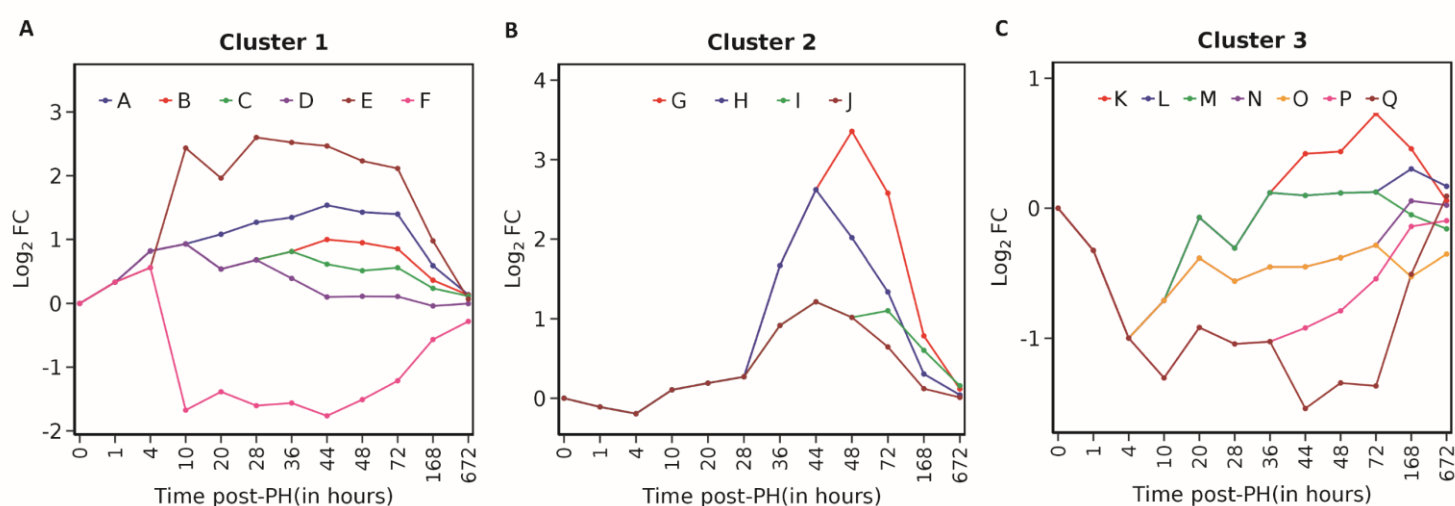 A
Cluster 1
Log2 FC
3
2
1
0
-1
-2
A B C D E F
0 1 4 10 20 28 36 44 48 72 168 672
Time post-PH(in hours)
B
Cluster 2
Log2 FC
4
3
2
1
0
G H I J
0 1 4 10 20 28 36 44 48 72 168 672
Time post-PH(in hours)
C
Cluster 3
Log2 FC
1
0
-1
K L M N O P Q
0 1 4 10 20 28 36 44 48 72 168 672
Time post-PH(in hours)